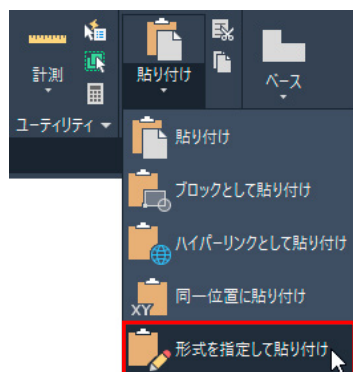 計測
貼り付け
ベース
ユーティリティ
貼り付け
ブロックとして貼り付け
ハイパーリンクとして貼り付け
同一位置に貼り付け
XY
形式を指定して貼り付け